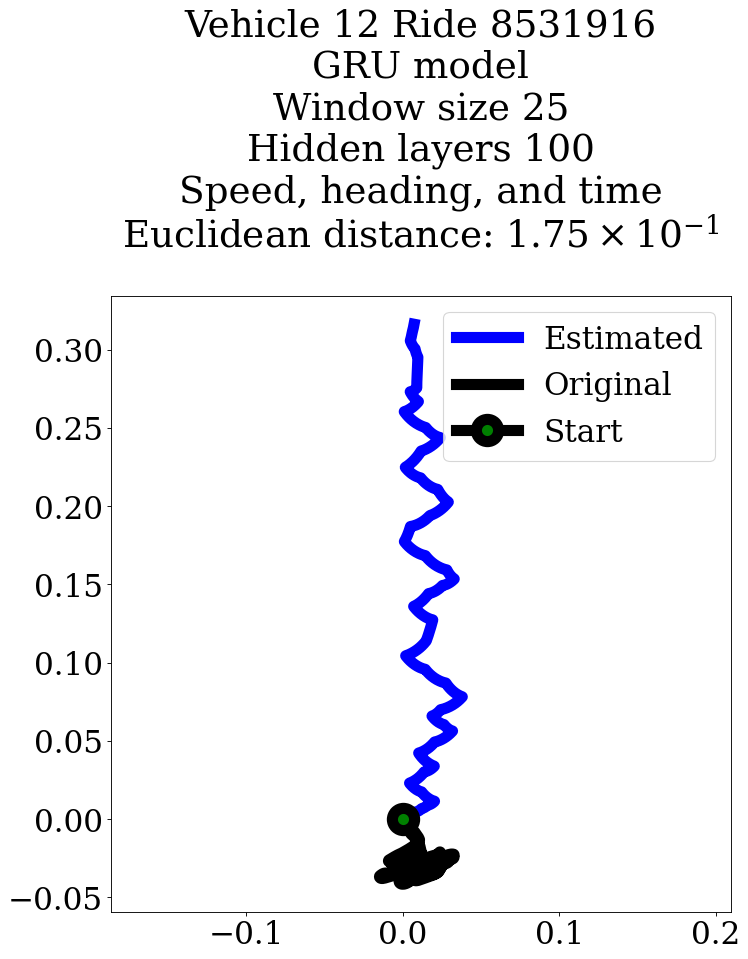 Vehicle 12 Ride 8531916
GRU model
Window size 25
Hidden layers 100
Speed, heading, and time
Euclidean distance: 1.75 × 10⁻¹
Estimated
Original
Start
0.30
0.25
0.20
0.15
0.10
0.05
0.00
−0.05
−0.1 0.0 0.1 0.2